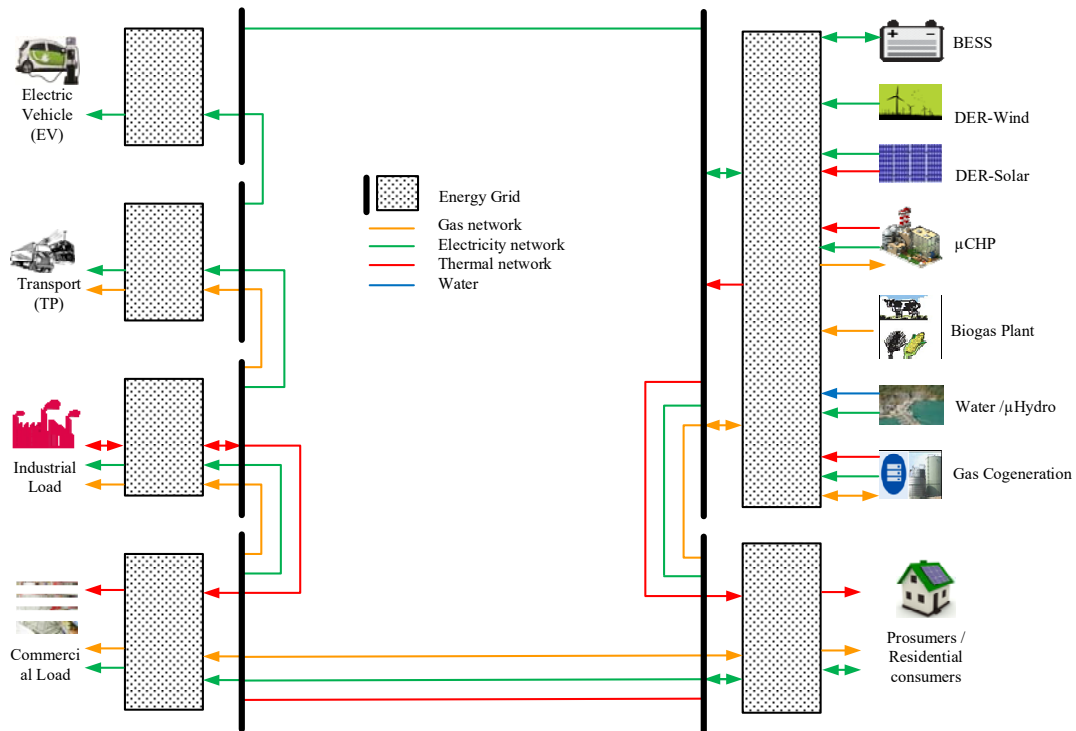 Electric
Vehicle
(EV)
Transport
(TP)
Industrial
Load
Commerci
al Load
Energy Grid
Gas network
Electricity network
Thermal network
Water
BESS
DER-Wind
DER-Solar
µCHP
Biogas Plant
Water /µHydro
Gas Cogeneration
Prosumers /
Residential
consumers